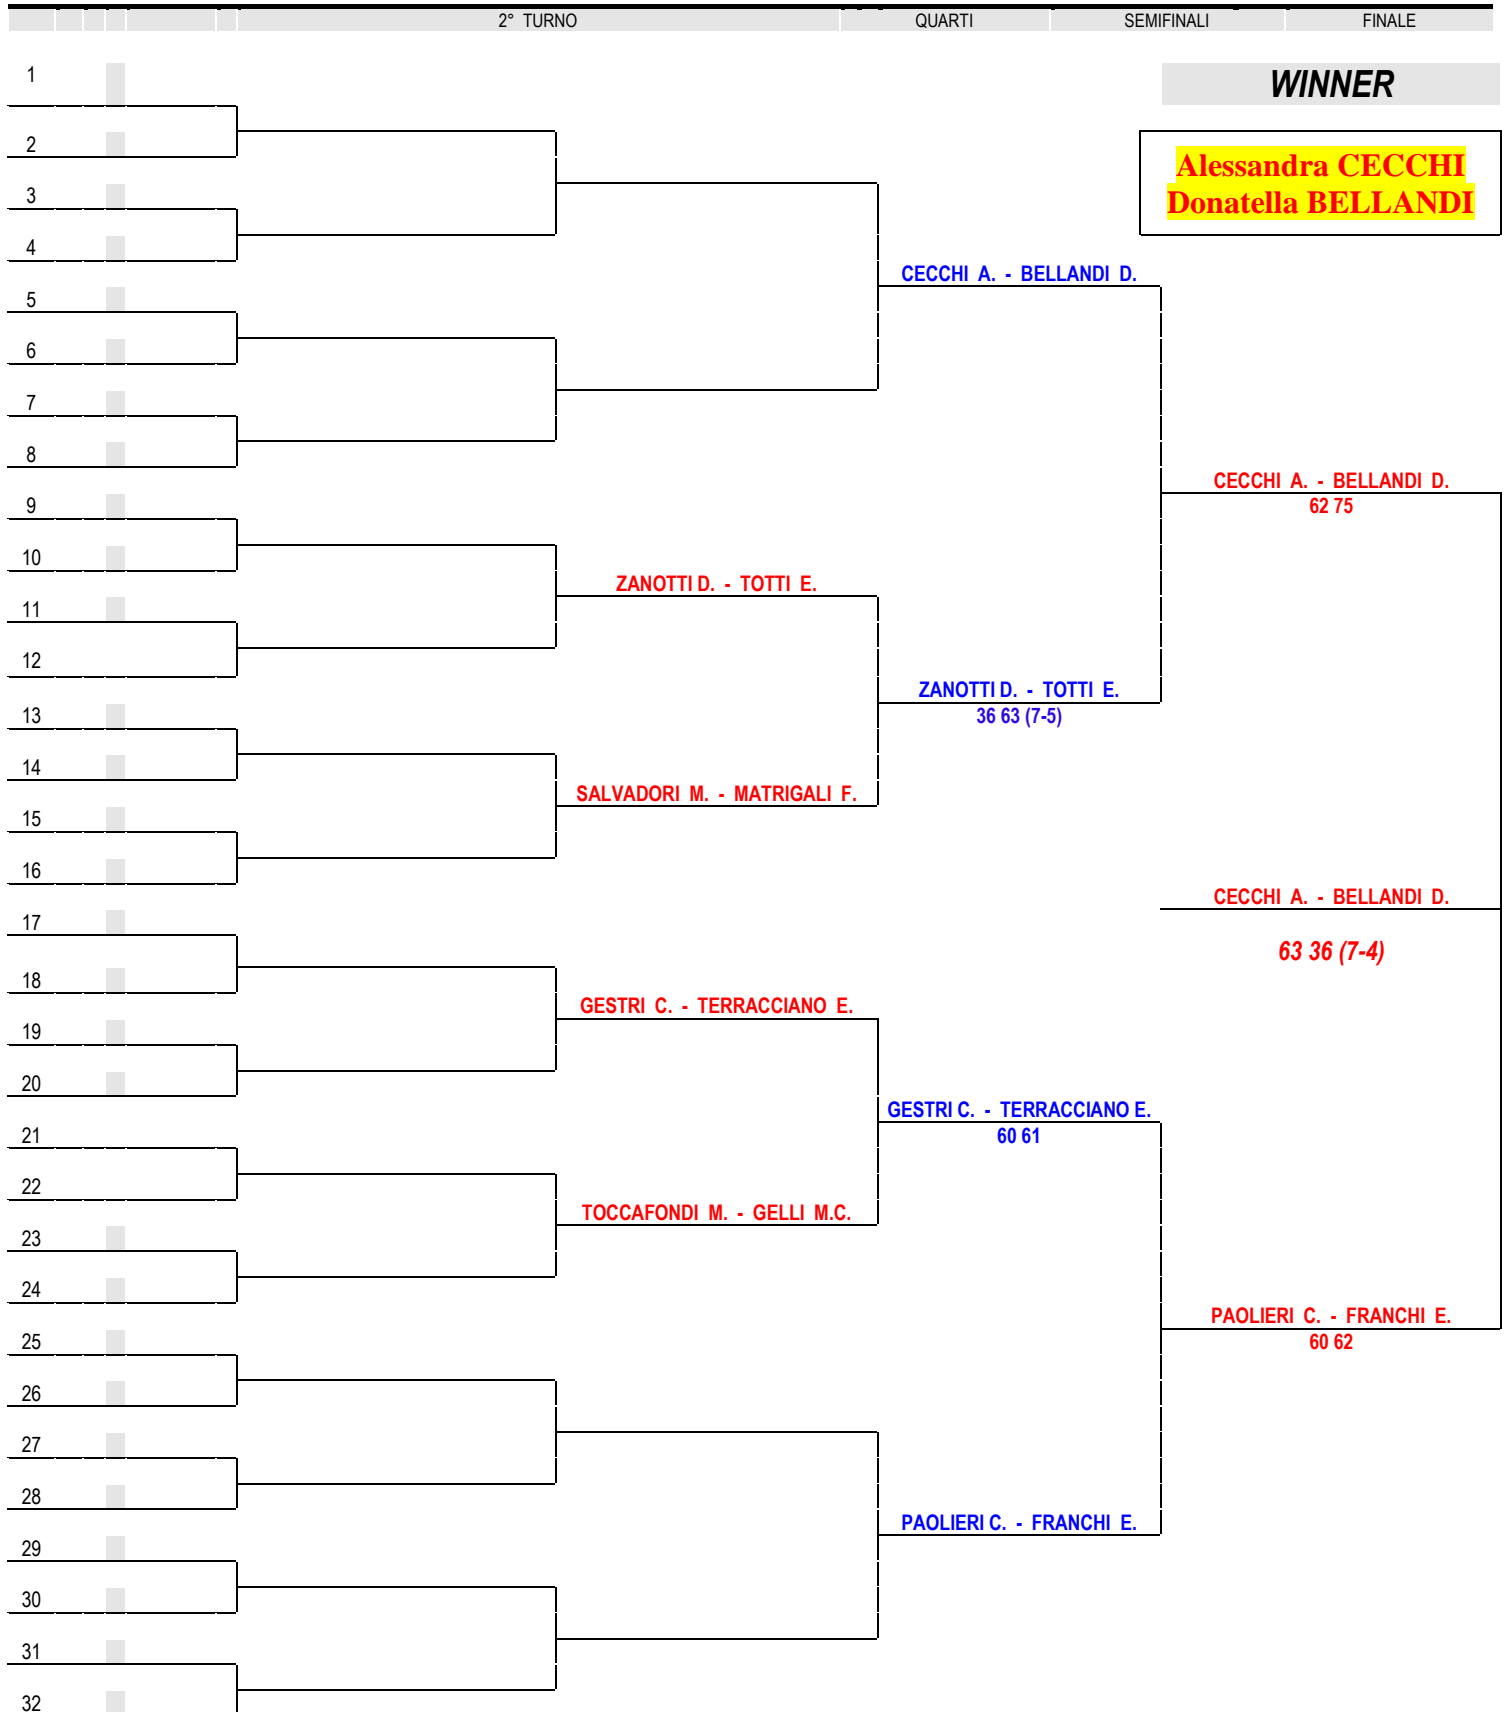 2° TURNO QUARTI SEMIFINALI FINALE
1
WINNER
2
Alessandra CECCHI
3
Donatella BELLANDI
4
CECCHI A. - BELLANDI D.
5
6
7
8
CECCHI A. - BELLANDI D.
9
62 75
10
ZANOTTI D. - TOTTI E.
11
12
ZANOTTI D. - TOTTI E.
13
36 63 (7-5)
14
SALVADORI M. - MATRIGALI F.
15
16
CECCHI A. - BELLANDI D.
17
63 36 (7-4)
18
GESTRI C. - TERRACCIANO E.
19
20
GESTRI C. - TERRACCIANO E.
21
60 61
22
TOCCAFONDI M. - GELLI M.C.
23
24
PAOLIERI C. - FRANCHI E.
25
60 62
26
27
28
PAOLIERI C. - FRANCHI E.
29
30
31
32